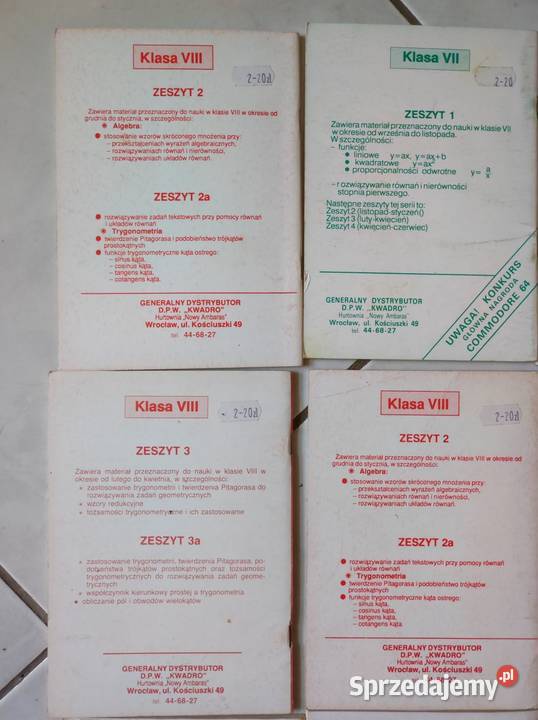 Klasa VIII
2-20zł
ZESZYT 2
Zawiera materiał przeznaczony do nauki w klasie VIII w okresie od
grudnia do stycznia, w szczególności:
Algebra:
stosowanie wzorów skróconego mnożenia przy:
– przekształceniach wyrażeń algebraicznych,
– rozwiązywaniach równań i nierówności,
– rozwiązywaniach układów równań.
ZESZYT 2a
rozwiązywanie zadań tekstowych przy pomocy równań
i układów równań.
Trygonometria
twierdzenie Pitagorasa i podobieństwo trójkątów
prostokątnych
funkcje trygonometryczne kąta ostrego:
– sinus kąta,
– cosinus kąta,
– tangens kąta,
– cotangens kąta.
GENERALNY DYSTRYBUTOR
D.P.W. „KWADRO"
Hurtownia „Nowy Ambaras"
Wrocław, ul. Kościuszki 49
tel. 44-68-27
Klasa VII
2-20
ZESZYT 1
Zawiera materiał przeznaczony do nauki w klasie VII
w okresie od września do listopada.
W szczególności:
– funkcje:
liniowe y=ax, y=ax+b
kwadratowe y=ax²
proporcjonalności odwrotne y= a/x
– rozwiązywanie równań i nierówności
stopnia pierwszego.
Następne zeszyty tej serii to:
Zeszyt 2 (listopad-styczeń)
Zeszyt 3 (luty-kwiecień)
Zeszyt 4 (kwięcień-czerwiec)
GENERALNY DYSTRYBUTOR
D.P.W. „KWADRO"
Hurtownia „Nowy Ambaras"
Wrocław, ul. Kościuszki 49
tel. 44-68-27
UWAGA! KONKURS
GŁÓWNA NAGRODA
COMMODORE 64
Klasa VIII
2-20zł
ZESZYT 3
Zawiera materiał przeznaczony do nauki w klasie VIII w
okresie od lutego do kwietnia, w szczególności:
zastosowanie trygonometrii i twierdzenia Pitagorasa do
rozwiązywania zadań geometrycznych
wzory redukcyjne
tożsamości trygonometryczne i ich zastosowanie
ZESZYT 3a
zastosowanie trygonometrii, twierdzenia Pitagorasa, po-
dobieństwa trójkątów prostokątnych oraz tożsamości
trygonometrycznych do rozwiązywania zadań geome-
trycznych
współczynnik kierunkowy prostej a trygonometria
obliczanie pól i obwodów wielokątów
GENERALNY DYSTRYBUTOR
D.P.W. „KWADRO"
Hurtownia „Nowy Ambaras"
Wrocław, ul. Kościuszki 49
tel. 44-68-27
Klasa VIII
2-20zł
ZESZYT 2
Zawiera materiał przeznaczony do nauki w klasie VIII w okresie od
grudnia do stycznia, w szczególności:
Algebra:
stosowanie wzorów skróconego mnożenia przy:
– przekształceniach wyrażeń algebraicznych,
– rozwiązywaniach równań i nierówności,
– rozwiązywaniach układów równań.
ZESZYT 2a
rozwiązywanie zadań tekstowych przy pomocy równań
i układów równań
Trygonometria
twierdzenie Pitagorasa i podobieństwo trójkątów
prostokątnych
funkcje trygonometryczne kąta ostrego:
– sinus kąta,
– cosinus kąta,
– tangens kąta,
– cotangens kąta.
GENERALNY DYSTRYBUTOR
D.P.W. „KWADRO"
Hurtownia „Nowy Ambaras"
Wrocław, ul. Kościuszki 49
Sprzedajemy.pl